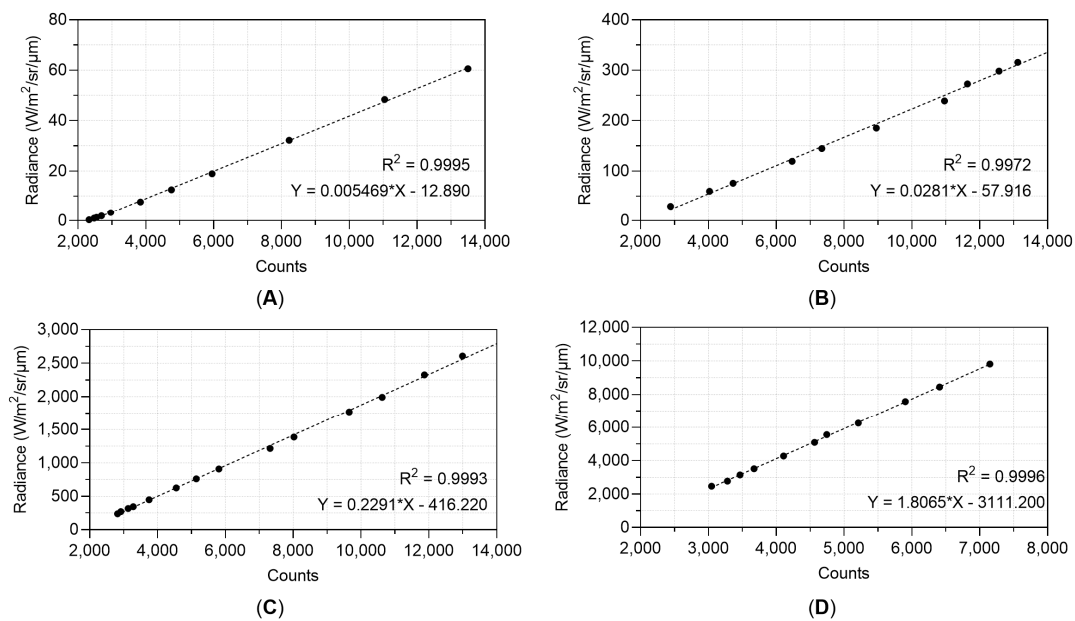 80
60
40
20
0
Radiance (W/m²/sr/μm)
R² = 0.9995
Y = 0.005469*X - 12.890
2,000 4,000 6,000 8,000 10,000 12,000 14,000
Counts
(A)
400
300
200
100
0
Radiance (W/m²/sr/μm)
R² = 0.9972
Y = 0.0281*X - 57.916
2,000 4,000 6,000 8,000 10,000 12,000 14,000
Counts
(B)
3,000
2,500
2,000
1,500
1,000
500
0
Radiance (W/m²/sr/μm)
R² = 0.9993
Y = 0.2291*X - 416.220
2,000 4,000 6,000 8,000 10,000 12,000 14,000
Counts
(C)
12,000
10,000
8,000
6,000
4,000
2,000
0
Radiance (W/m²/sr/μm)
R² = 0.9996
Y = 1.8065*X - 3111.200
2,000 3,000 4,000 5,000 6,000 7,000 8,000
Counts
(D)